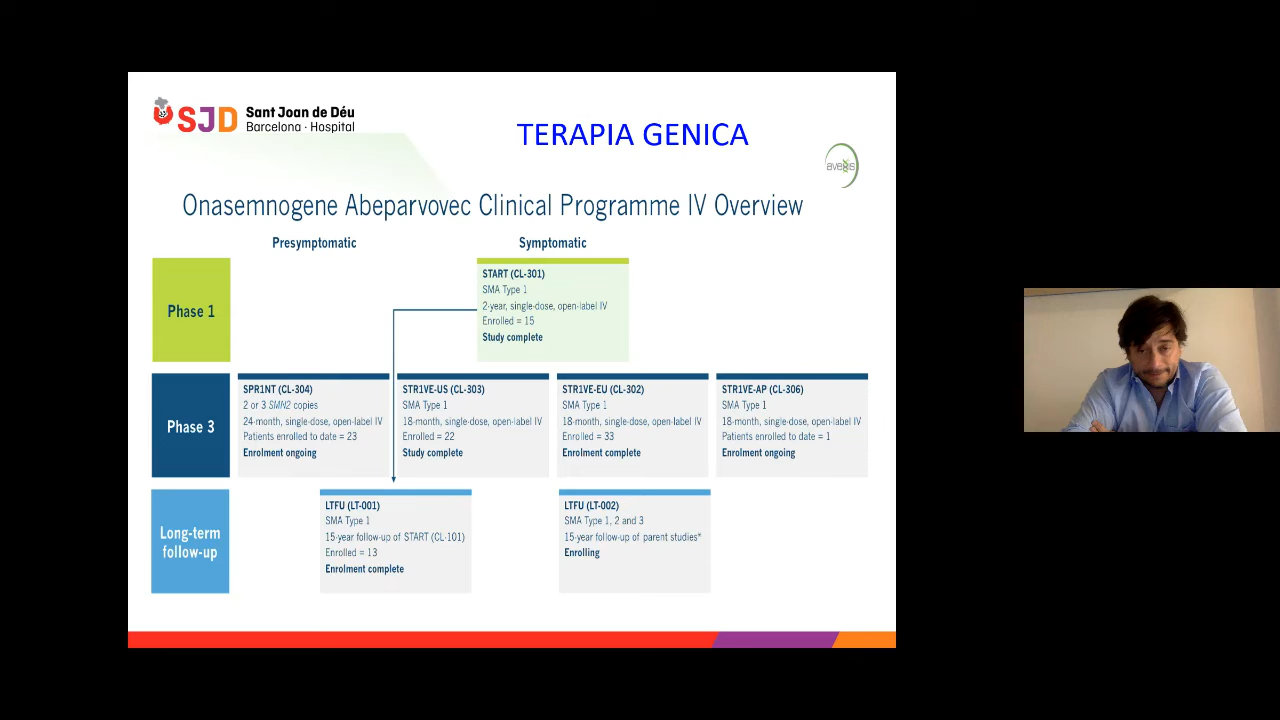 SJD Sant Joan de Déu
Barcelona · Hospital
TERAPIA GENICA
avexis
Onasemnogene Abeparvovec Clinical Programme IV Overview
Presymptomatic
Symptomatic
Phase 1
START (CL-301)
SMA Type 1
2-year, single-dose, open-label IV
Enrolled = 15
Study complete
Phase 3
SPR1NT (CL-304)
2 or 3 SMN2 copies
24-month, single-dose, open-label IV
Patients enrolled to date = 23
Enrolment ongoing
STR1VE-US (CL-303)
SMA Type 1
18-month, single-dose, open-label IV
Enrolled = 22
Study complete
STR1VE-EU (CL-302)
SMA Type 1
18-month, single-dose, open-label IV
Enrolled = 33
Enrolment complete
STR1VE-AP (CL-306)
SMA Type 1
18-month, single-dose, open-label IV
Patients enrolled to date = 1
Enrolment ongoing
Long-term
follow-up
LTFU (LT-001)
SMA Type 1
15-year follow-up of START (CL-101)
Enrolled = 13
Enrolment complete
LTFU (LT-002)
SMA Type 1, 2 and 3
15-year follow-up of parent studies*
Enrolling